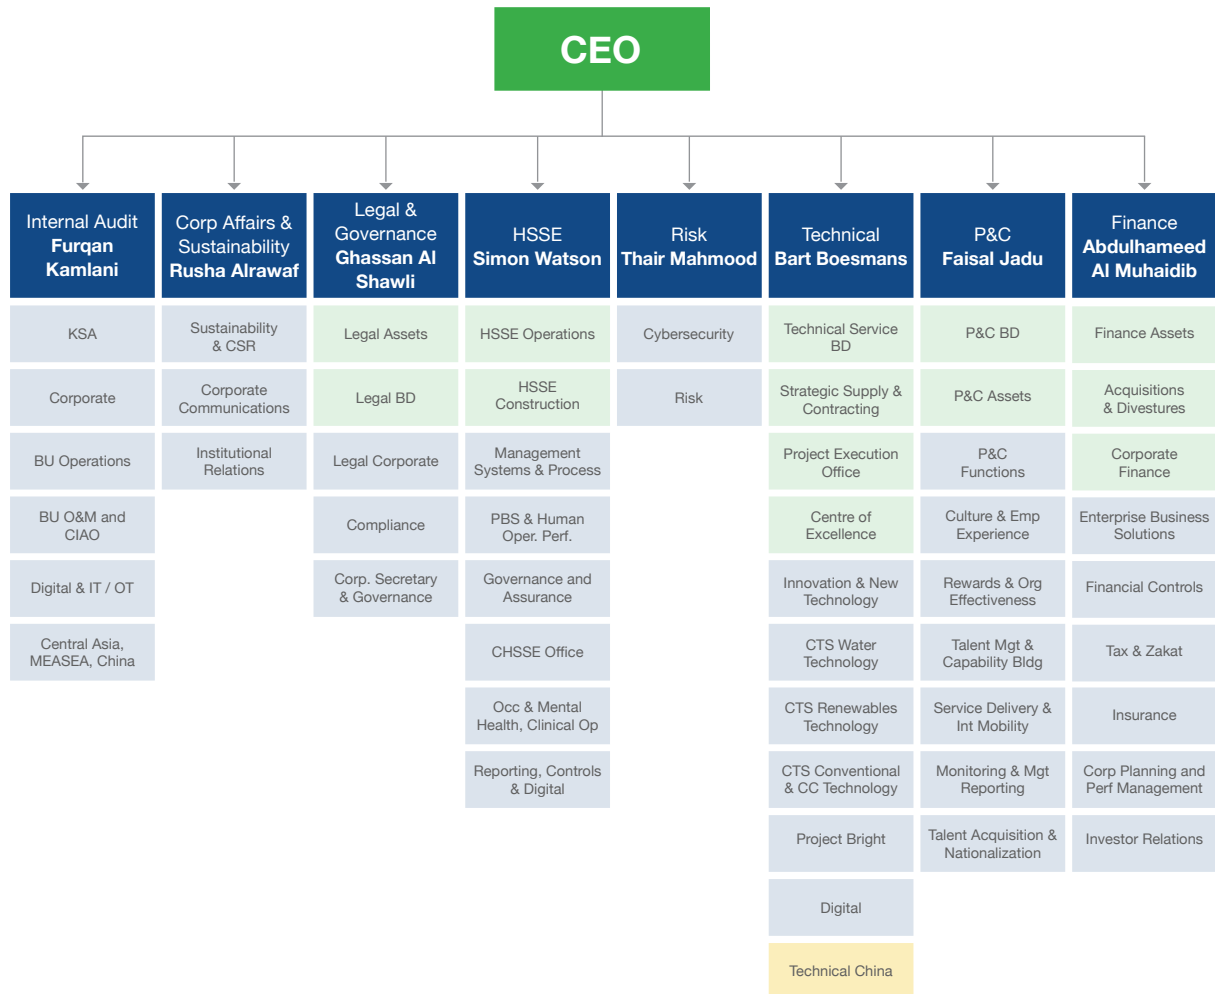 CEO
Internal Audit
Furqan
Kamlani
KSA
Corporate
BU Operations
BU O&M and
CIAO
Digital & IT / OT
Central Asia,
MEASEA, China
Corp Affairs &
Sustainability
Rusha Alrawaf
Sustainability
& CSR
Corporate
Communications
Institutional
Relations
Legal &
Governance
Ghassan Al
Shawli
Legal Assets
Legal BD
Legal Corporate
Compliance
Corp. Secretary
& Governance
HSSE
Simon Watson
HSSE Operations
HSSE
Construction
Management
Systems & Process
PBS & Human
Oper. Perf.
Governance and
Assurance
CHSSE Office
Occ & Mental
Health, Clinical Op
Reporting, Controls
& Digital
Risk
Thair Mahmood
Cybersecurity
Risk
Technical
Bart Boesmans
Technical Service
BD
Strategic Supply &
Contracting
Project Execution
Office
Centre of
Excellence
Innovation & New
Technology
CTS Water
Technology
CTS Renewables
Technology
CTS Conventional
& CC Technology
Project Bright
Digital
Technical China
P&C
Faisal Jadu
P&C BD
P&C Assets
P&C
Functions
Culture & Emp
Experience
Rewards & Org
Effectiveness
Talent Mgt &
Capability Bldg
Service Delivery &
Int Mobility
Monitoring & Mgt
Reporting
Talent Acquisition &
Nationalization
Finance
Abdulhameed
Al Muhaidib
Finance Assets
Acquisitions
& Divestures
Corporate
Finance
Enterprise Business
Solutions
Financial Controls
Tax & Zakat
Insurance
Corp Planning and
Perf Management
Investor Relations